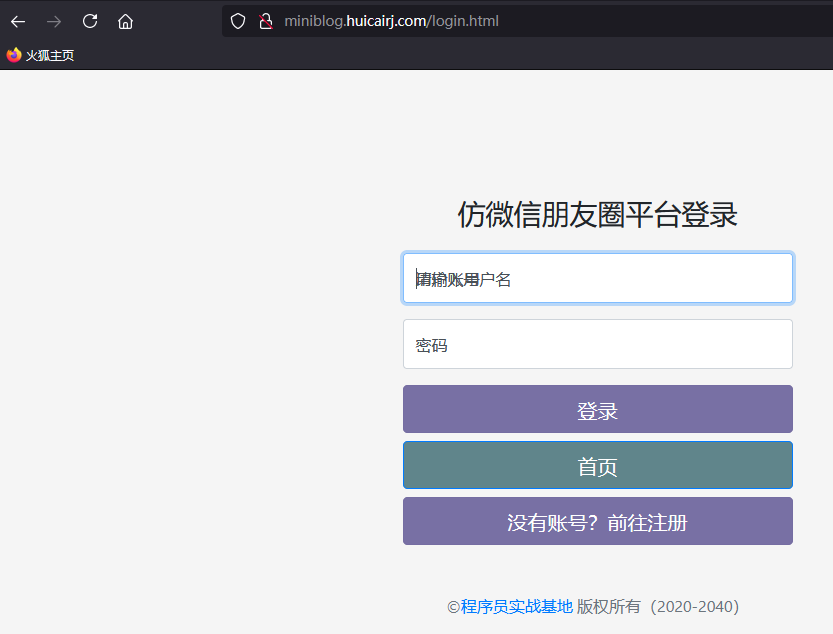 miniblog.huicairj.com/login.html
火狐主页
仿微信朋友圈平台登录
请输入用户名
密码
登录
首页
没有账号？前往注册
©程序员实战基地 版权所有（2020-2040）